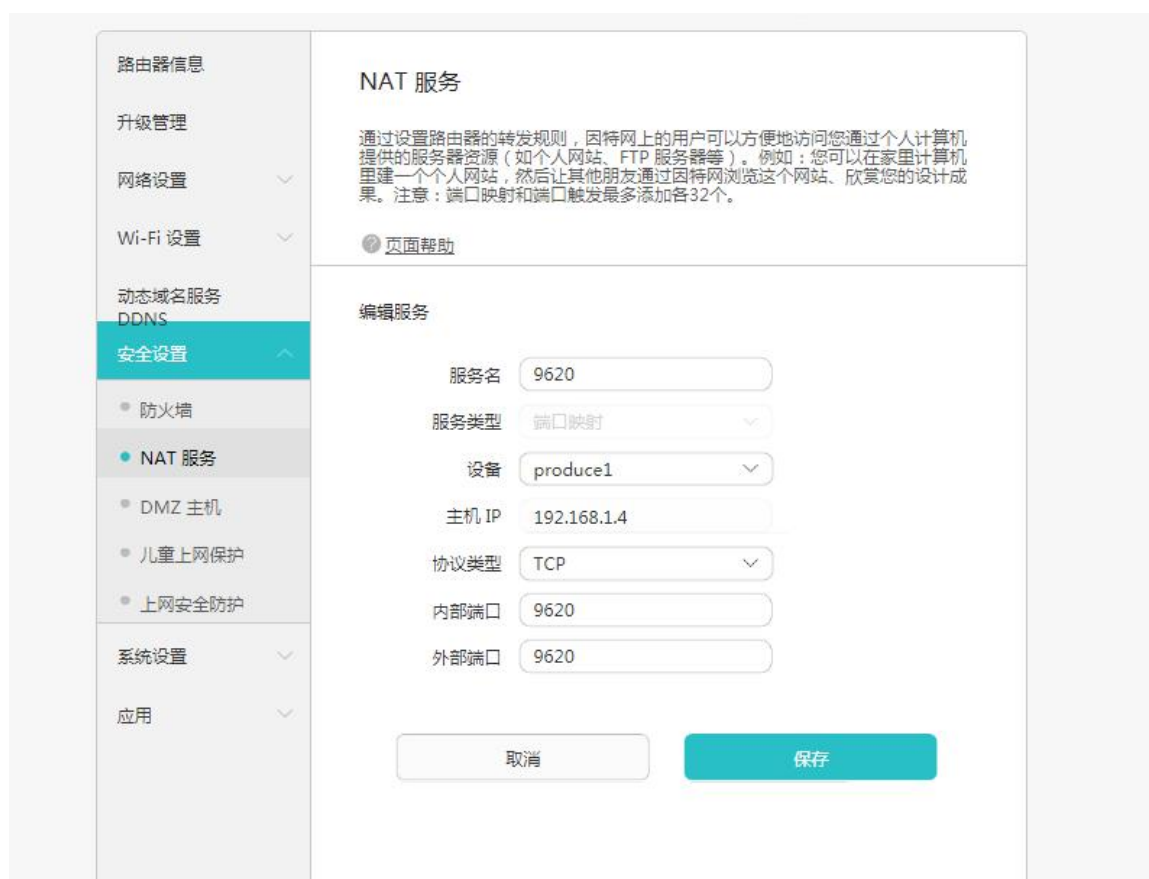 路由器信息
升级管理
网络设置
Wi-Fi 设置
动态域名服务
DDNS
安全设置
防火墙
NAT 服务
DMZ 主机
儿童上网保护
上网安全防护
系统设置
应用
NAT 服务
通过设置路由器的转发规则，因特网上的用户可以方便地访问您通过个人计算机
提供的服务器资源（如个人网站、FTP 服务器等）。例如：您可以在家里计算机
里建一个个人网站，然后让其他朋友通过因特网浏览这个网站、欣赏您的设计成
果。注意：端口映射和端口触发最多添加各32个。
页面帮助
编辑服务
服务名 9620
服务类型 端口映射
设备 produce1
主机 IP 192.168.1.4
协议类型 TCP
内部端口 9620
外部端口 9620
取消 保存